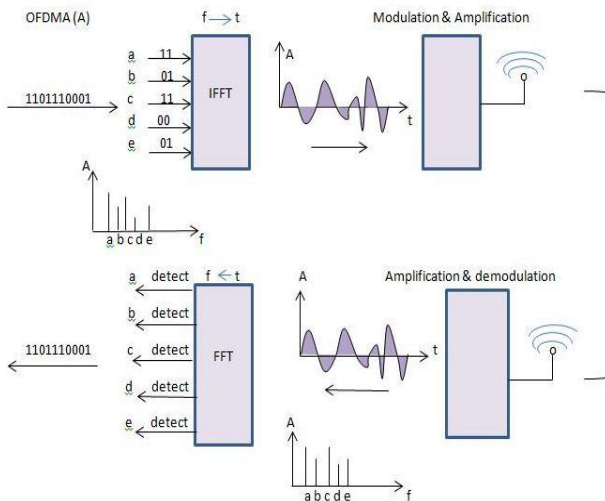 OFDMA (A)
f → t
Modulation & Amplification
1101110001
a 11
b 01
c 11
d 00
e 01
IFFT
A
t
A
a b c d e
f
a detect
b detect
c detect
d detect
e detect
f ← t
FFT
1101110001
A
t
Amplification & demodulation
A
a b c d e
f